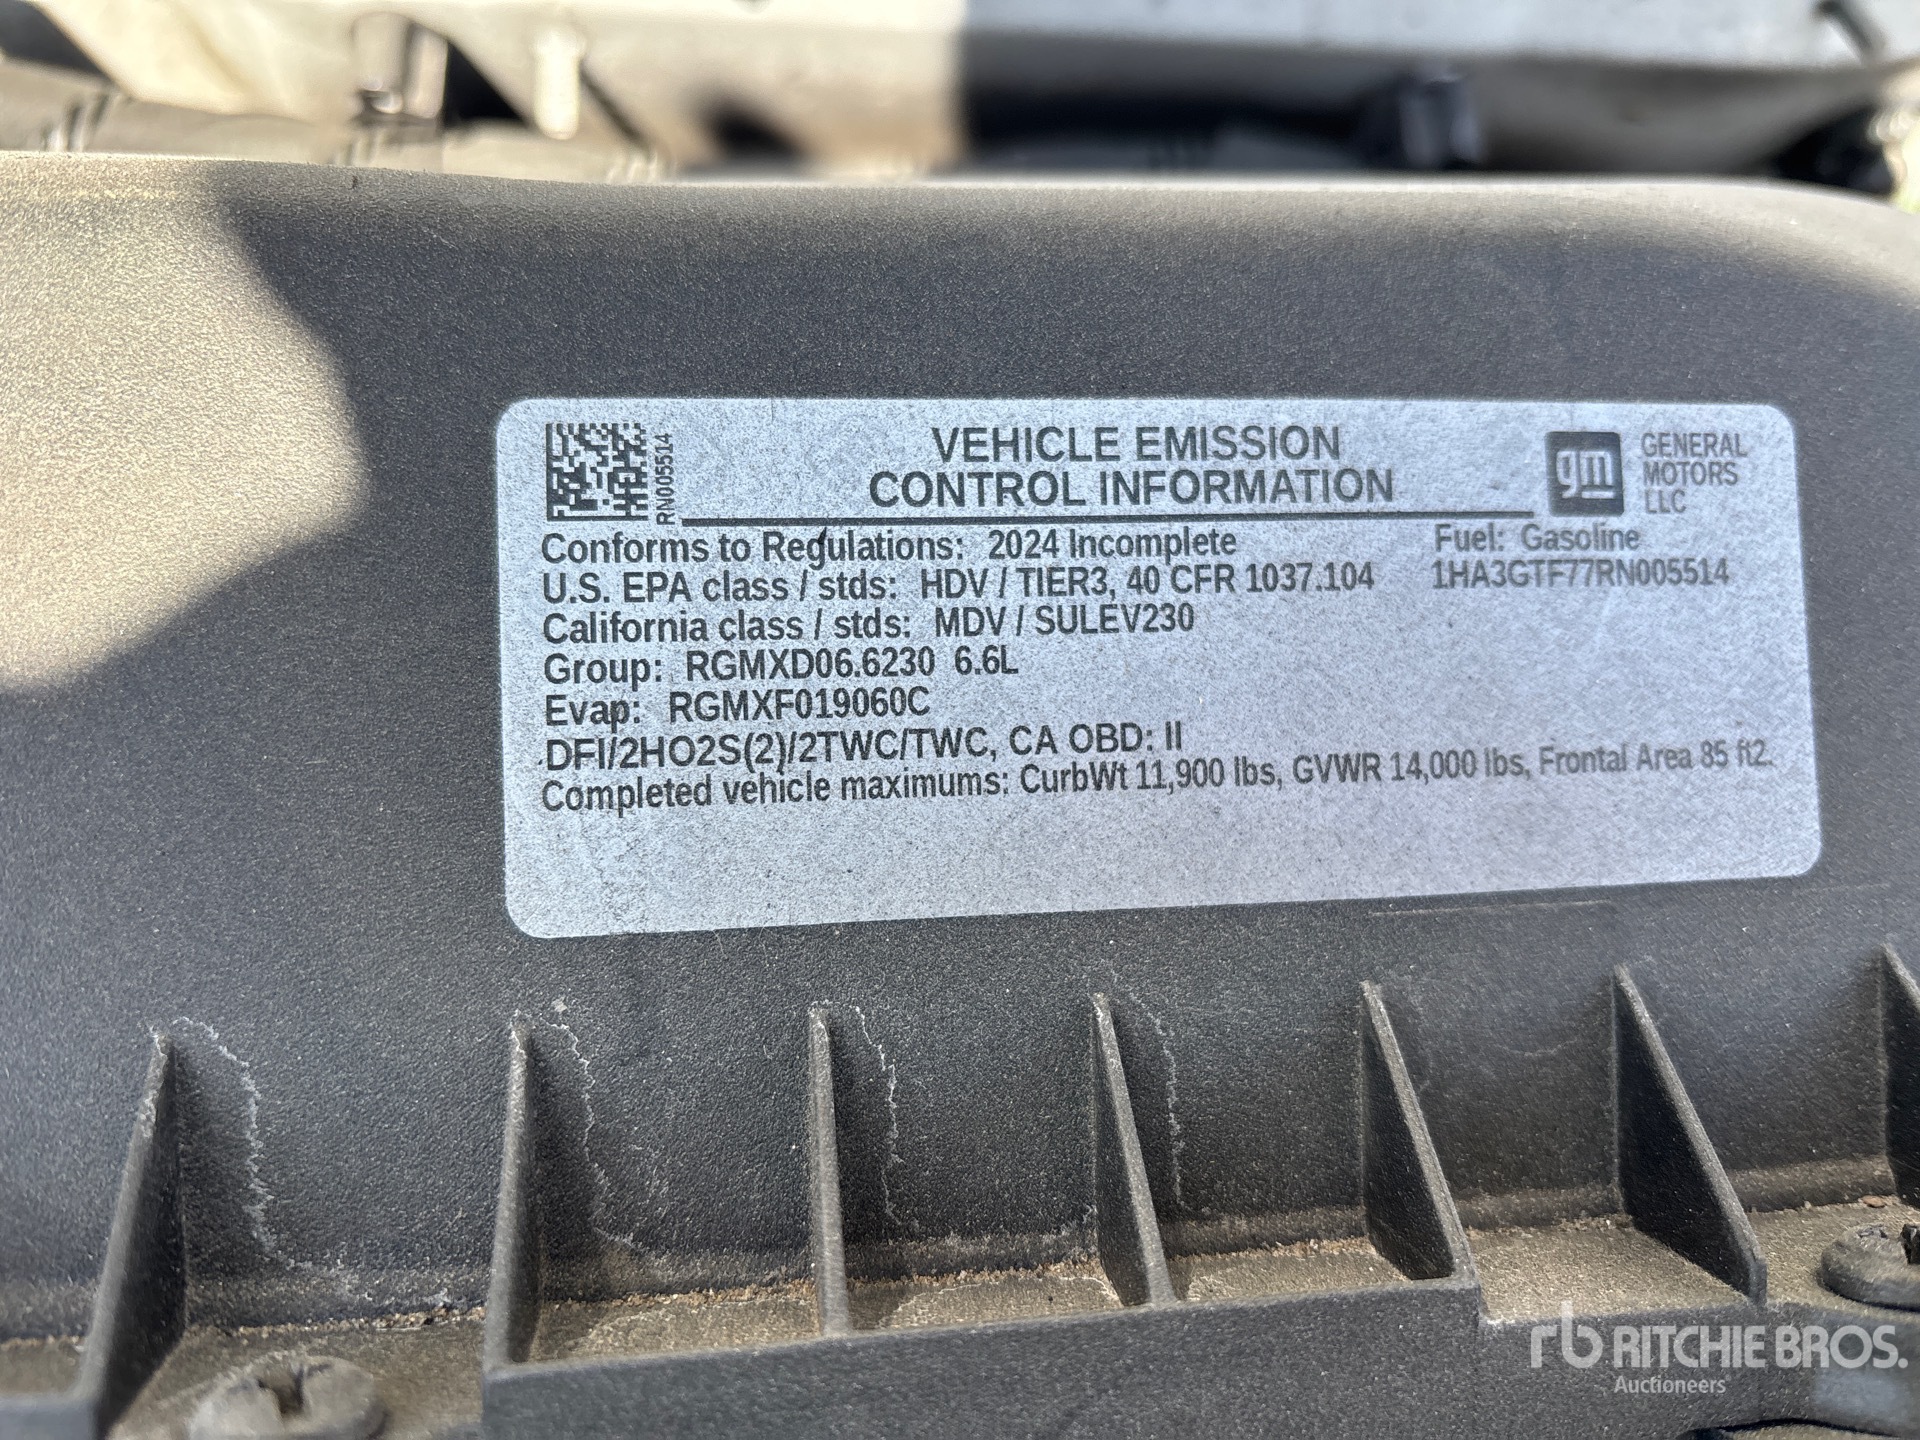 RN005514
VEHICLE EMISSION
CONTROL INFORMATION
gm
GENERAL
MOTORS
LLC
Conforms to Regulations: 2024 Incomplete
Fuel: Gasoline
U.S. EPA class / stds: HDV / TIER3, 40 CFR 1037.104
1HA3GTF77RN005514
California class / stds: MDV / SULEV230
Group: RGMXD06.6230 6.6L
Evap: RGMXF019060C
DFI/2HO2S(2)/2TWC/TWC, CA OBD: II
Completed vehicle maximums: CurbWt 11,900 lbs, GVWR 14,000 lbs, Frontal Area 85 ft2.
rb RITCHIE BROS.
Auctioneers